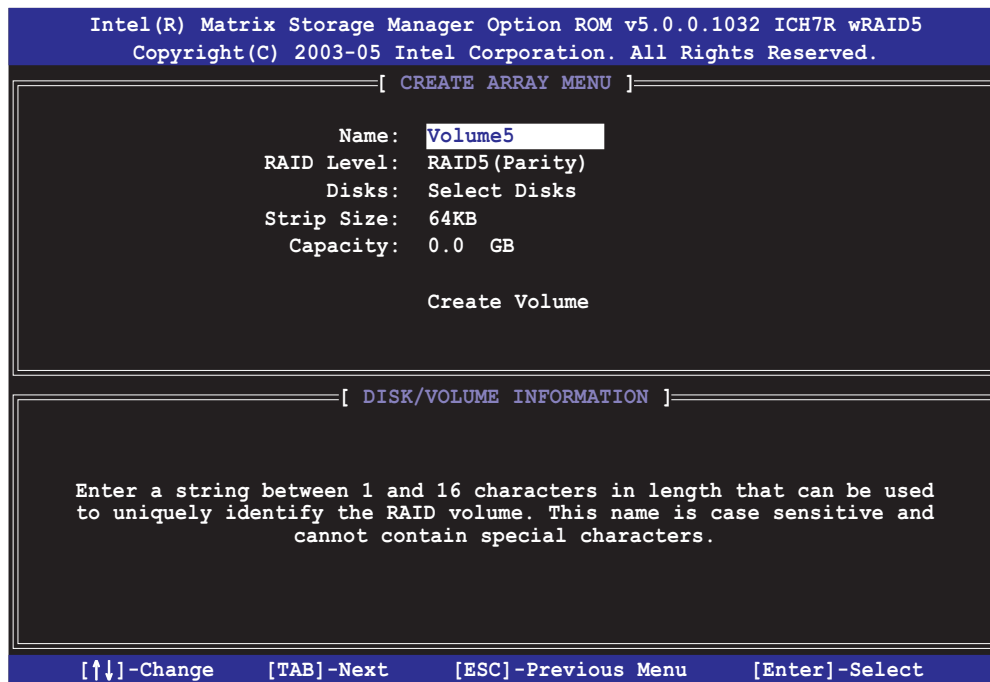 Intel(R) Matrix Storage Manager Option ROM v5.0.0.1032 ICH7R wRAID5
Copyright(C) 2003-05 Intel Corporation. All Rights Reserved.
[ CREATE ARRAY MENU ]
Name: Volume5
RAID Level: RAID5(Parity)
Disks: Select Disks
Strip Size: 64KB
Capacity: 0.0 GB
Create Volume
[ DISK/VOLUME INFORMATION ]
Enter a string between 1 and 16 characters in length that can be used
to uniquely identify the RAID volume. This name is case sensitive and
cannot contain special characters.
[↑↓]-Change [TAB]-Next [ESC]-Previous Menu [Enter]-Select